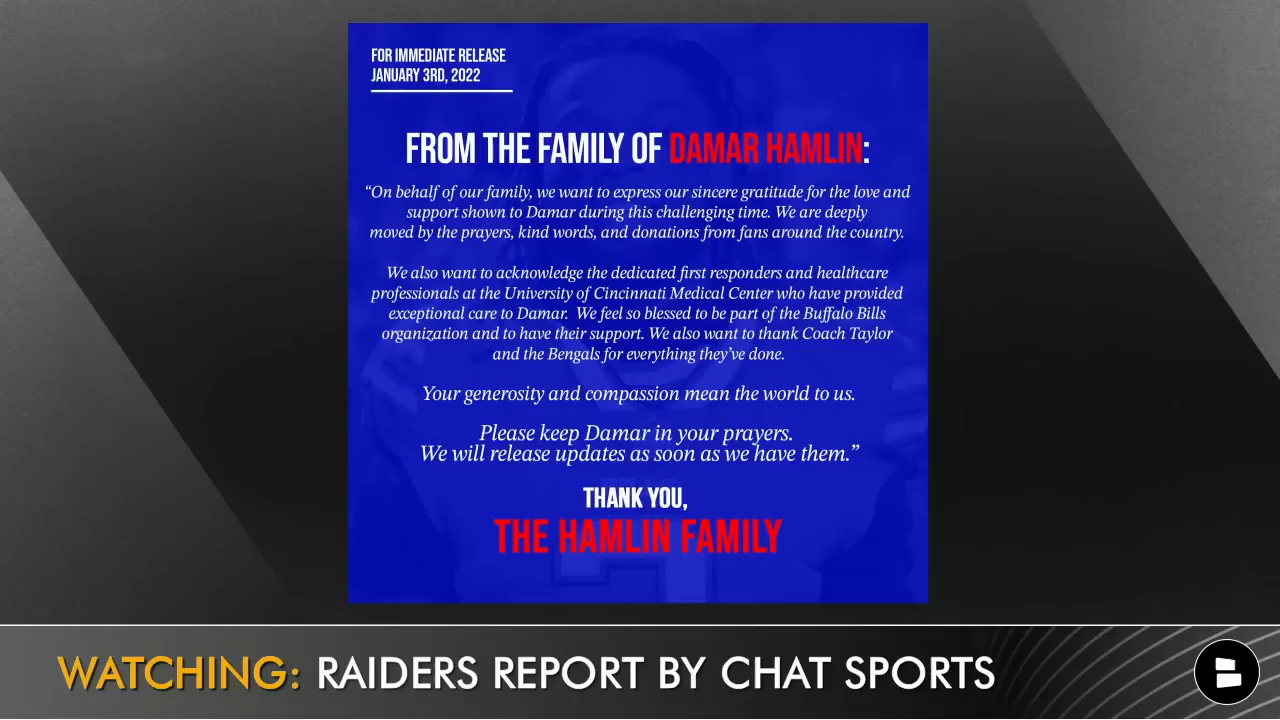 FOR IMMEDIATE RELEASE
JANUARY 3RD, 2022
FROM THE FAMILY OF DAMAR HAMLIN:
“On behalf of our family, we want to express our sincere gratitude for the love and
support shown to Damar during this challenging time. We are deeply
moved by the prayers, kind words, and donations from fans around the country.
We also want to acknowledge the dedicated first responders and healthcare
professionals at the University of Cincinnati Medical Center who have provided
exceptional care to Damar. We feel so blessed to be part of the Buffalo Bills
organization and to have their support. We also want to thank Coach Taylor
and the Bengals for everything they’ve done.
Your generosity and compassion mean the world to us.
Please keep Damar in your prayers.
We will release updates as soon as we have them.”
THANK YOU,
THE HAMLIN FAMILY
WATCHING: RAIDERS REPORT BY CHAT SPORTS